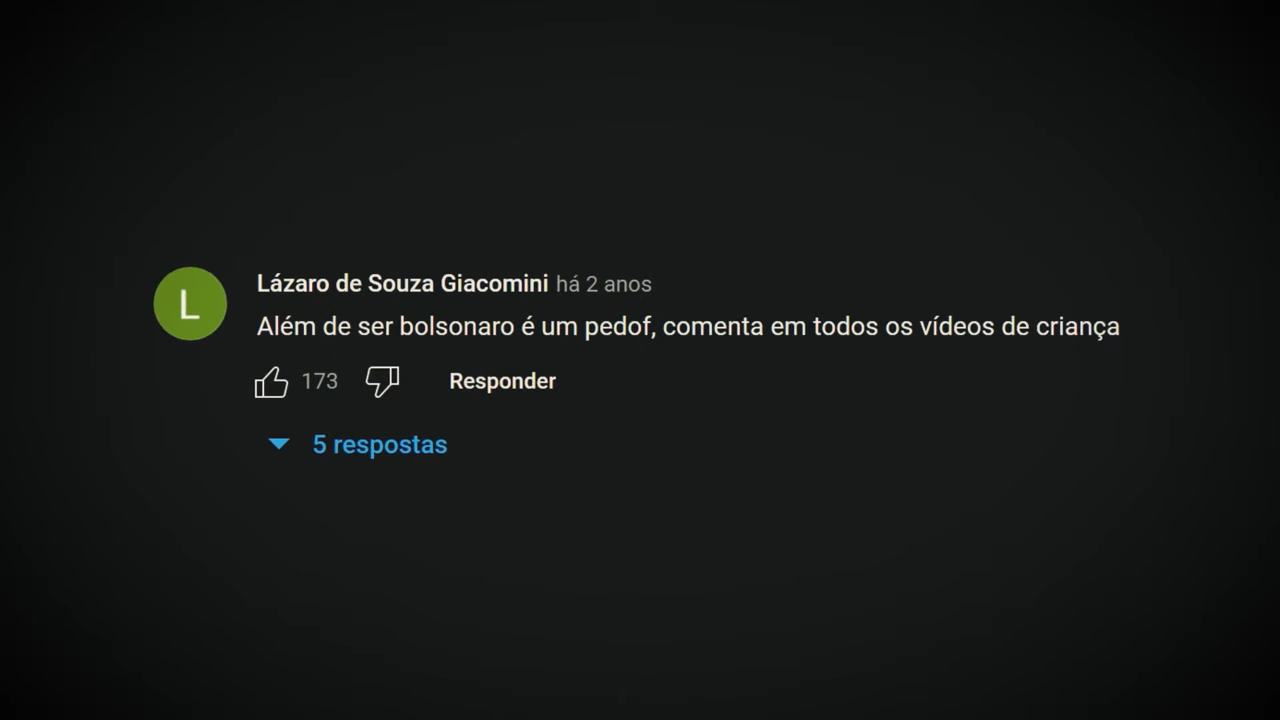 L
Lázaro de Souza Giacomini há 2 anos
Além de ser bolsonaro é um pedof, comenta em todos os vídeos de criança
173 Responder
5 respostas